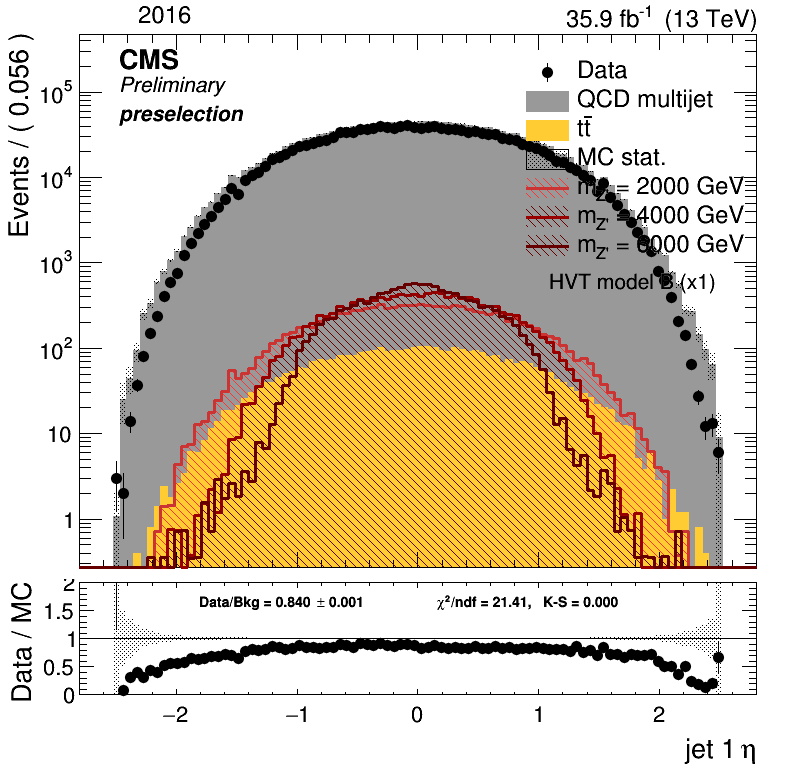 2016
35.9 fb⁻¹ (13 TeV)
CMS
Preliminary
preselection
Data
QCD multijet
tt̄
MC stat.
m_Z' = 2000 GeV
m_Z' = 4000 GeV
m_Z' = 6000 GeV
HVT model B (x1)
Events / ( 0.056 )
10⁵
10⁴
10³
10²
10
1
Data/Bkg = 0.840 ± 0.001
χ²/ndf = 21.41, K-S = 0.000
Data / MC
2
1.5
1
0.5
0
−2
−1
0
1
2
jet 1 η